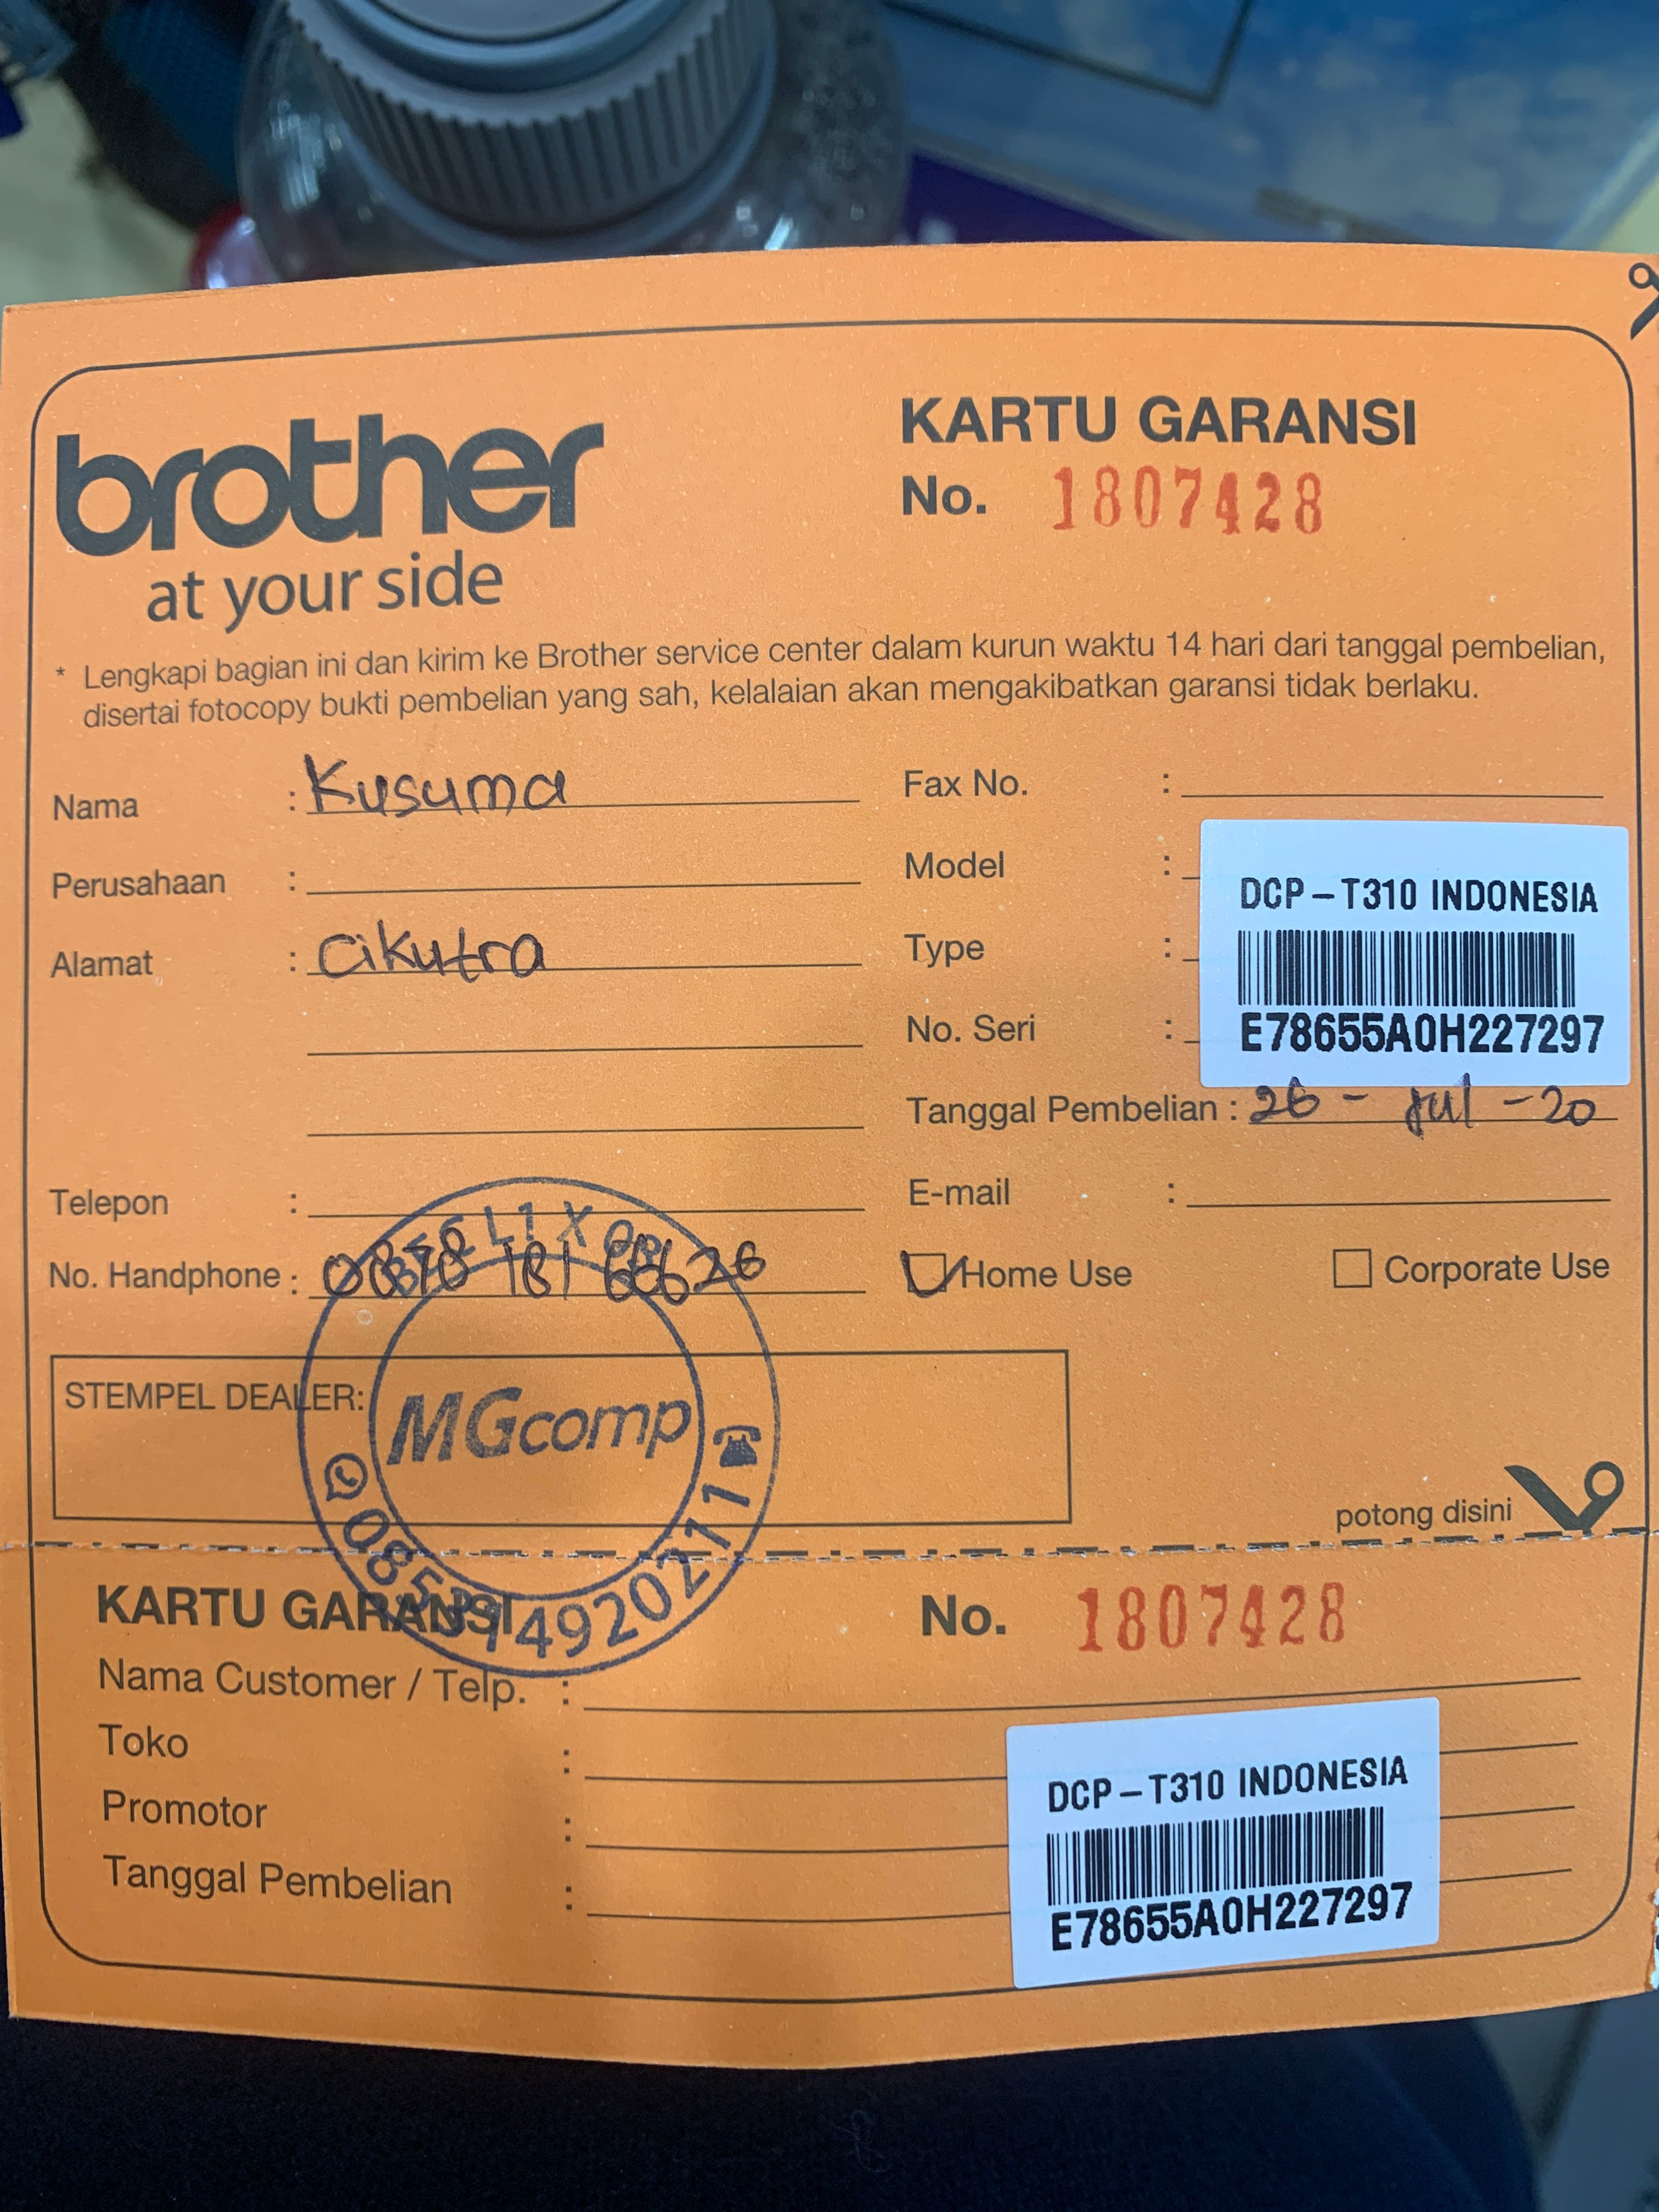 brother
at your side
KARTU GARANSI
No. 1807428
* Lengkapi bagian ini dan kirim ke Brother service center dalam kurun waktu 14 hari dari tanggal pembelian,
disertai fotocopy bukti pembelian yang sah, kelalaian akan mengakibatkan garansi tidak berlaku.
Nama : Kusuma
Perusahaan :
Alamat : Cikutra
Telepon :
No. Handphone :
Fax No. :
Model :
Type :
No. Seri :
DCP-T310 INDONESIA
E78655A0H227297
Tanggal Pembelian : 26 - Jul - 20
E-mail :
Home Use
Corporate Use
STEMPEL DEALER:
MGcomp
potong disini
KARTU GARANSI
No. 1807428
Nama Customer / Telp. :
Toko :
Promotor :
Tanggal Pembelian :
DCP-T310 INDONESIA
E78655A0H227297